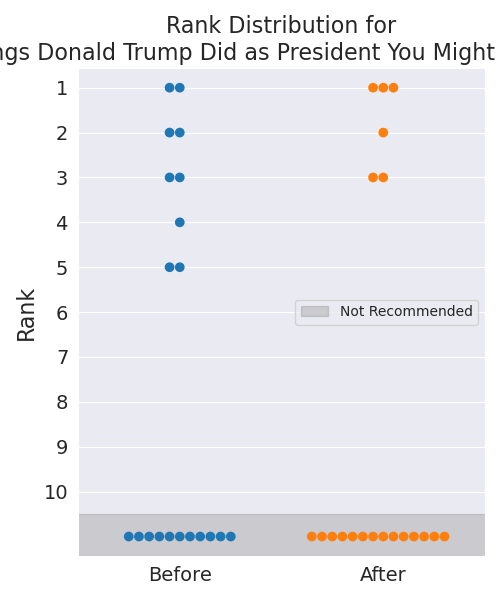 Rank Distribution for
ngs Donald Trump Did as President You Might
1
2
3
4
5
6
7
8
9
10
Rank
Not Recommended
Before
After